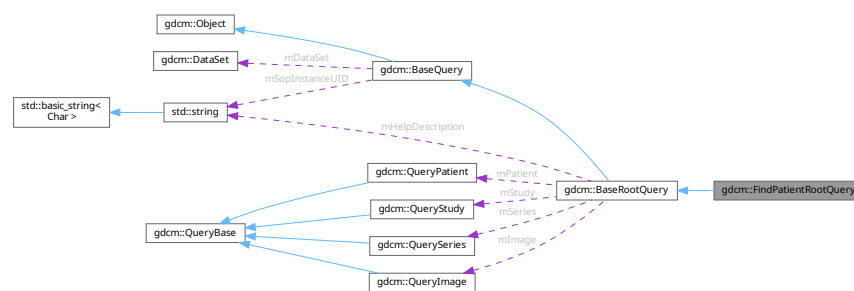 gdcm::Object
gdcm::DataSet
mDataSet
gdcm::BaseQuery
mSopInstanceUID
std::basic_string<
Char >
std::string
mHelpDescription
gdcm::QueryPatient
mPatient
gdcm::BaseRootQuery
gdcm::FindPatientRootQuery
mStudy
gdcm::QueryStudy
mSeries
gdcm::QueryBase
gdcm::QuerySeries
mImage
gdcm::QueryImage